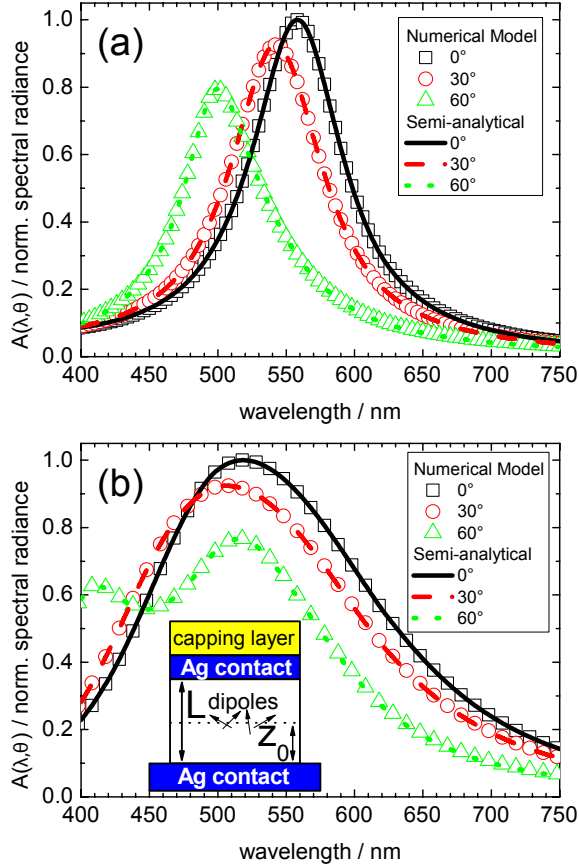 (a)
Numerical Model
0°
30°
60°
Semi-analytical
0°
30°
60°
A(λ,θ) / norm. spectral radiance
1.0
0.8
0.6
0.4
0.2
0.0
400 450 500 550 600 650 700 750
wavelength / nm
(b)
Numerical Model
0°
30°
60°
Semi-analytical
0°
30°
60°
A(λ,θ) / norm. spectral radiance
1.0
0.8
0.6
0.4
0.2
0.0
capping layer
Ag contact
L dipoles
z0
Ag contact
400 450 500 550 600 650 700 750
wavelength / nm